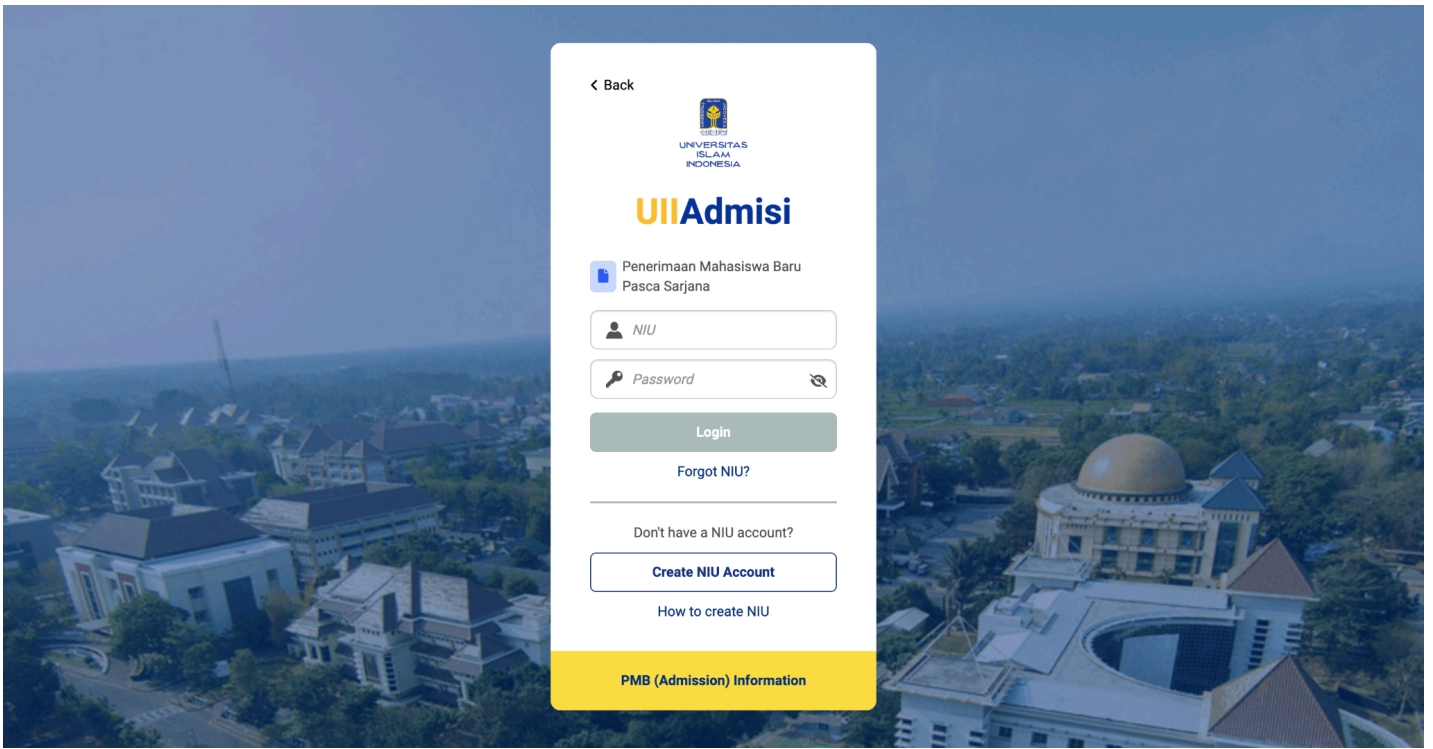 Back
UNIVERSITAS
ISLAM
INDONESIA
UIIAdmisi
Penerimaan Mahasiswa Baru
Pasca Sarjana
NIU
Password
Login
Forgot NIU?
Don't have a NIU account?
Create NIU Account
How to create NIU
PMB (Admission) Information